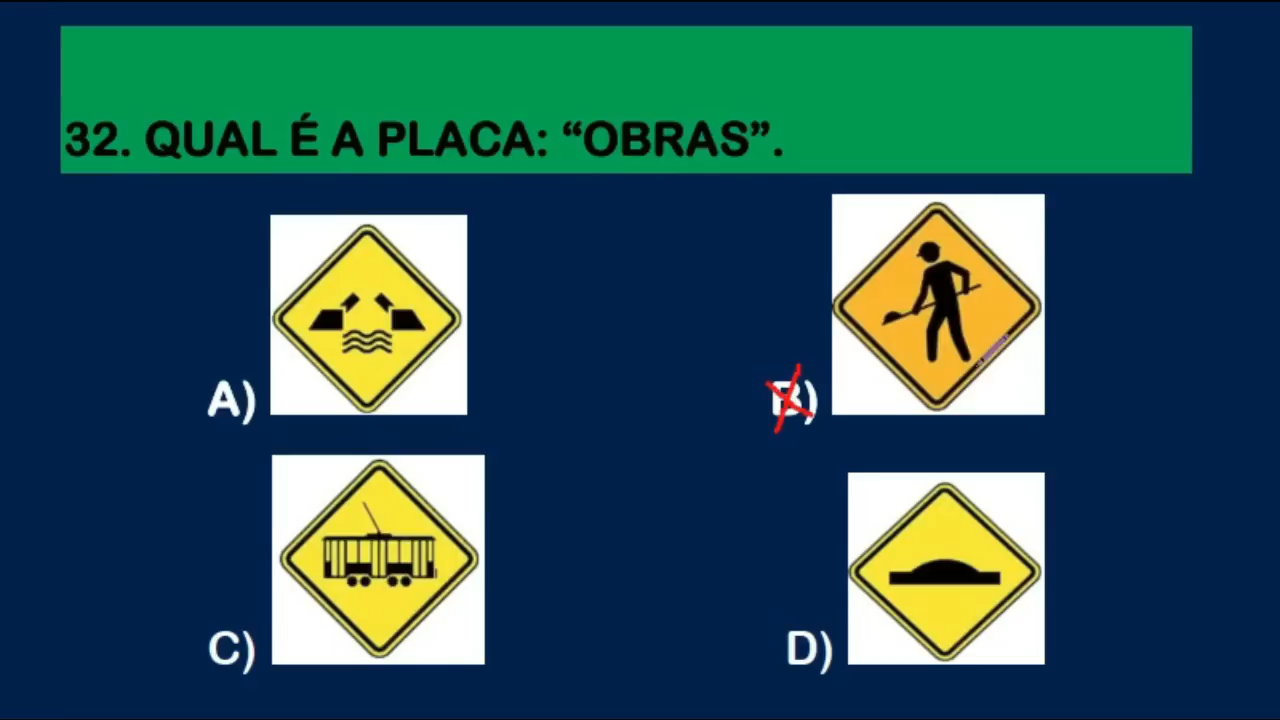 32. QUAL É A PLACA: “OBRAS”.
A)
B)
C)
D)